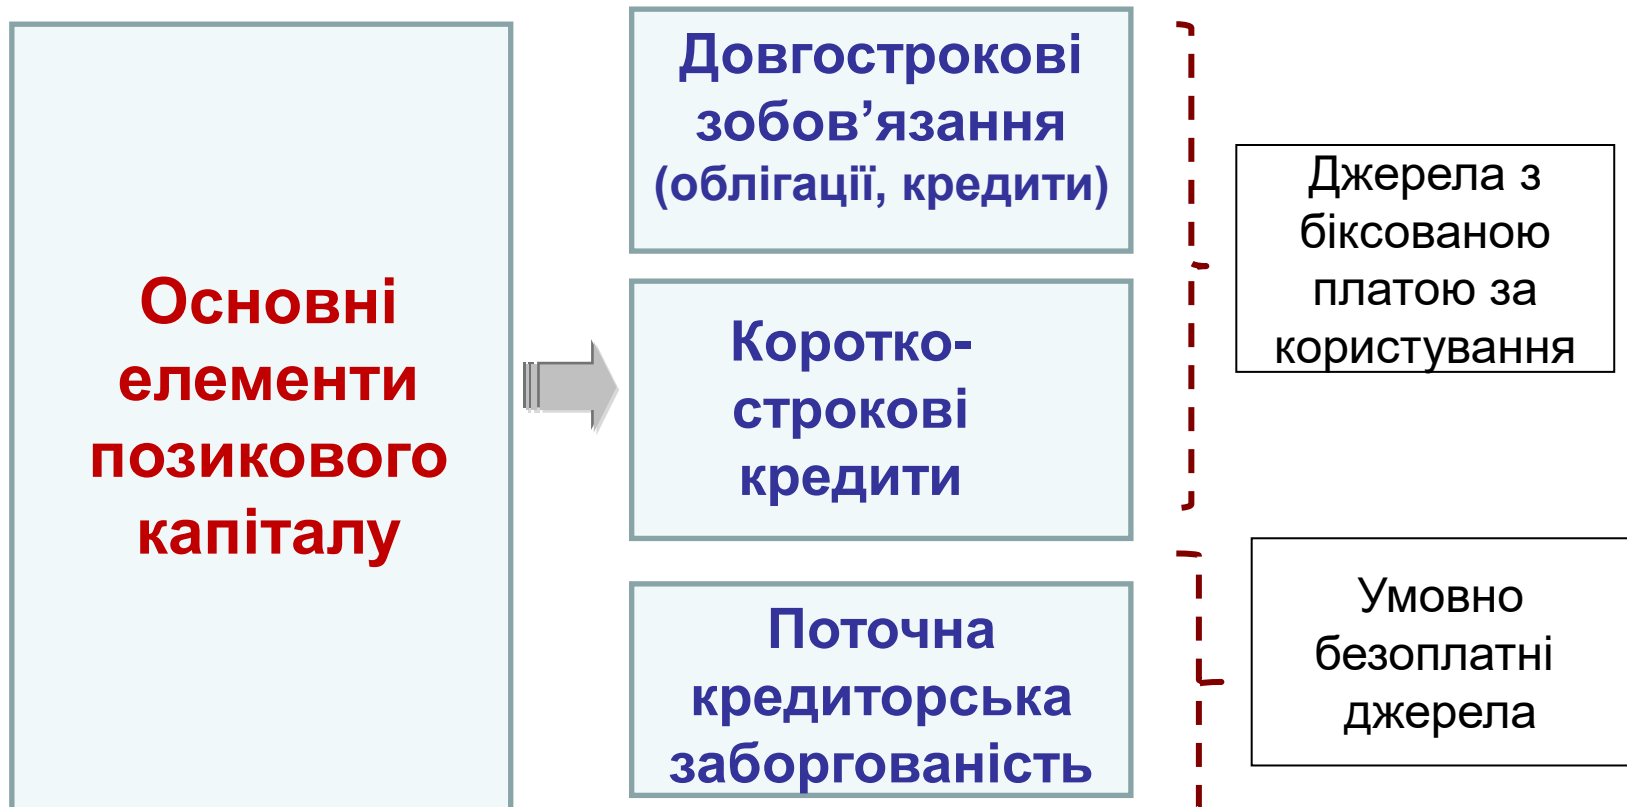 Основні
елементи
позикового
капіталу
Довгострокові
зобов’язання
(облігації, кредити)
Коротко-
строкові
кредити
Поточна
кредиторська
заборгованість
Джерела з
біксованою
платою за
користування
Умовно
безоплатні
джерела